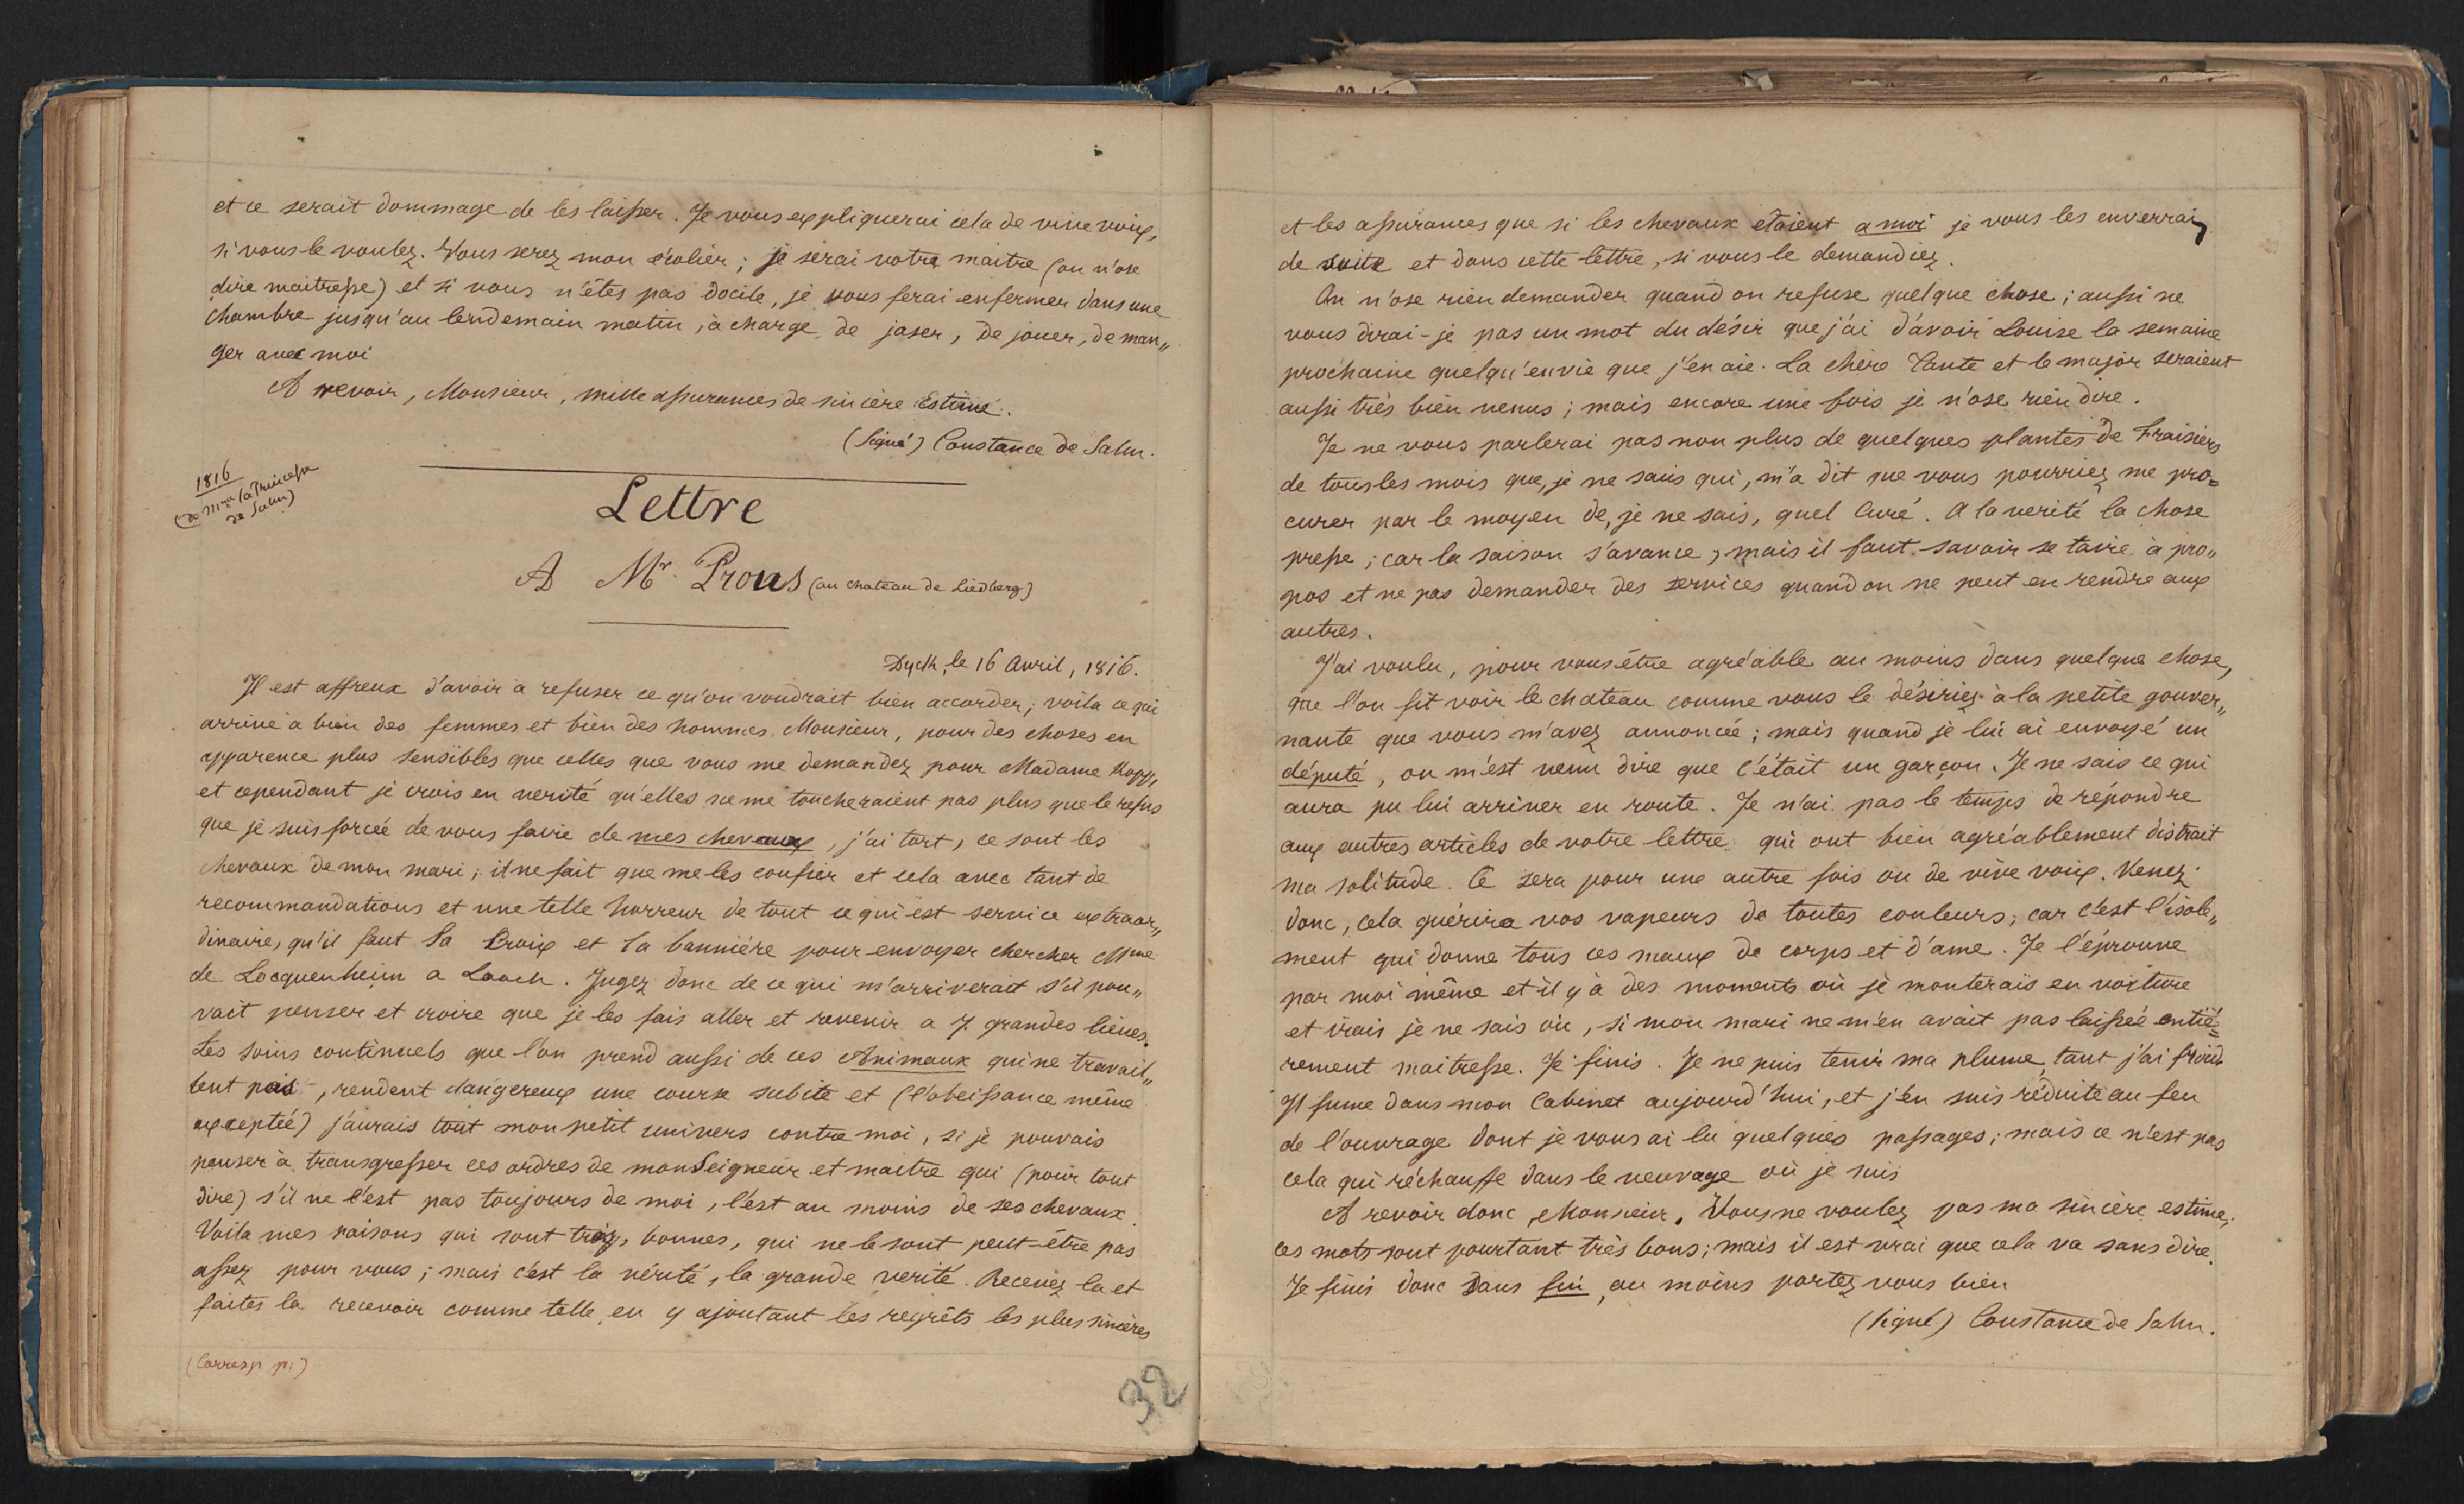 et ce serait dommage de les laisser. Je vous expliquerai cela de vive voix,
si vous le voulez. Vous serez mon écolier ; je serai votre maitre (on n'ose
dire maitresse) et si vous n'êtes pas docile, je vous ferai enfermer dans une
chambre jusqu'au lendemain matin, à charge de jaser, de jouer, de man„
ger avec moi
A revoir, Monsieur, mille assurances de sincère Estime.
(Signé) Constance de Salm.
1816
(de Mme la Princesse
de Salm)
Lettre
A Mr. Prous (au chateau de Liedberg)
Dyck, le 16 Avril, 1816.
Il est affreux d'avoir à refuser ce qu'on voudrait bien accorder ; voila ce qui
arrive à bien des femmes et bien des hommes, Monsieur, pour des choses en
apparence plus sensibles que celles que vous me demandez pour Madame
et cependant je crois en verité qu'elles ne me toucheraient pas plus que le refus
que je suis forcée de vous faire de mes chevaux, j'ai tort, ce sont les
chevaux de mon mari ; il ne fait que me les confier et cela avec tant de
recommandations et une telle horreur de tout ce qui est service extraor„
dinaire, qu'il faut la Croix et la bannière pour envoyer chercher Mme
de Locquenheim a Looch. Jugez donc de ce qui m'arriverait s'il pou„
vait penser et croire que je les fais aller et revenir a 7 grandes lieues.
Les soins continuels que l'on prend aussi de ces Animaux qui ne travail„
lent pas, rendent dangereux une course subite et (l'obeissance même
exceptée) j'aurais tout mon petit univers contre moi, si je pouvais
penser à transgresser ces ordres de mon Seigneur et maitre qui (pour tout
dire) s'il ne l'est pas toujours de moi, l'est au moins de ses chevaux.
Voila mes raisons qui sont trop, bonnes, qui ne le sont peut-être pas
assez pour vous ; mais c'est la vérité, la grande verité. Recevez la et
faites la recevoir comme telle, en y ajoutant les regrêts les plus sincères
(Corresp. p:)
32
et les assurances que si les chevaux etaient a moi je vous les enverrais
de suite et dans cette lettre, si vous le demandiez.
On n'ose rien demander quand on refuse quelque chose ; aussi ne
vous dirai-je pas un mot du désir que j'ai d'avoir Louise la semaine
prochaine quelqu'envie que j'en aie. La chère Tante et le major seraient
aussi très bien venus ; mais encore une fois je n'ose rien dire.
Je ne vous parlerai pas non plus de quelques plantes de Fraisiers
de tous les mois que, je ne sais qui, m'a dit que vous pourriez me pro=
curer par le moyen de, je ne sais, quel Curé. A la verité la chose
presse ; car la saison s'avance, mais il faut savoir se taire à pro„
pos et ne pas demander des services quand on ne peut en rendre aux
autres.
J'ai voulu, pour vous être agréable au moins dans quelque chose,
que l'on fit voir le chateau comme vous le désiriez à la petite gouver„
nante que vous m'avez annoncée ; mais quand je lui ai envoyé un
député, on m'est venu dire que c'était un garçon. Je ne sais ce qui
aura pu lui arriver en route. Je n'ai pas le temps de répondre
aux autres articles de votre lettre qui ont bien agréablement distrait
ma solitude. Ce sera pour une autre fois ou de vive voix. Venez
donc, cela guérira vos vapeurs de toutes couleurs ; car c'est l'isole„
ment qui donne tous ces maux de corps et d'ame. Je l'éprouve
par moi même et il y à des moments où je monterais en voiture
et irais je ne sais où, si mon mari ne m'en avait pas laissée entiè=
rement maitresse. Je finis. Je ne puis tenir ma plume, tant j'ai froid.
Il fume dans mon Cabinet aujourd'hui, et j'en suis réduite au feu
de l'ouvrage dont je vous ai lu quelques passages ; mais ce n'est pas
cela qui réchauffe dans le veuvage où je suis
A revoir donc, Monsieur. Vous ne voulez pas ma sincère estime,
ces mots sont pourtant très bons ; mais il est vrai que cela va sans dire.
Je finis donc sans fin, au moins portez vous bien
(signé) Constance de Salm.